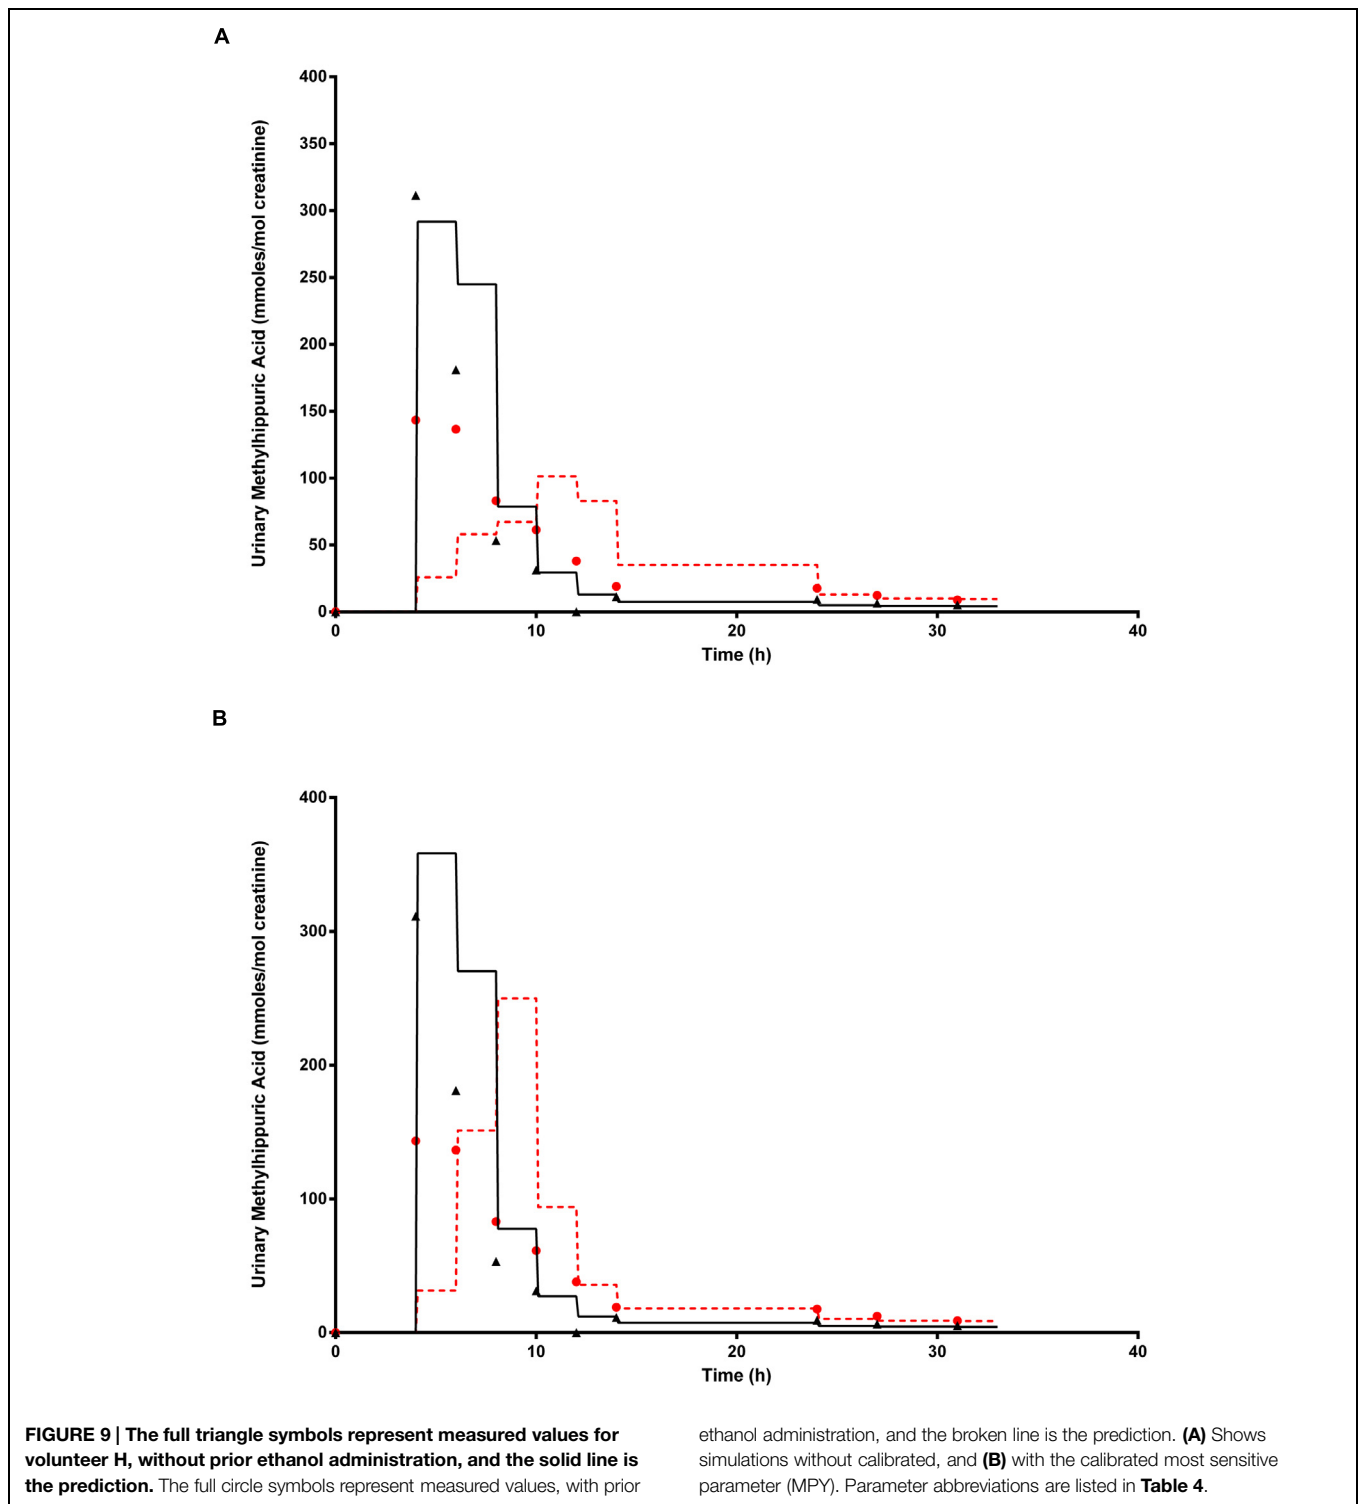 A
Urinary Methylhippuric Acid (mmoles/mol creatinine)
400
350
300
250
200
150
100
50
0
0 10 20 30 40
Time (h)
B
Urinary Methylhippuric Acid (mmoles/mol creatinine)
400
300
200
100
0
0 10 20 30 40
Time (h)
FIGURE 9 | The full triangle symbols represent measured values for
volunteer H, without prior ethanol administration, and the solid line is
the prediction. The full circle symbols represent measured values, with prior
ethanol administration, and the broken line is the prediction. (A) Shows
simulations without calibrated, and (B) with the calibrated most sensitive
parameter (MPY). Parameter abbreviations are listed in Table 4.